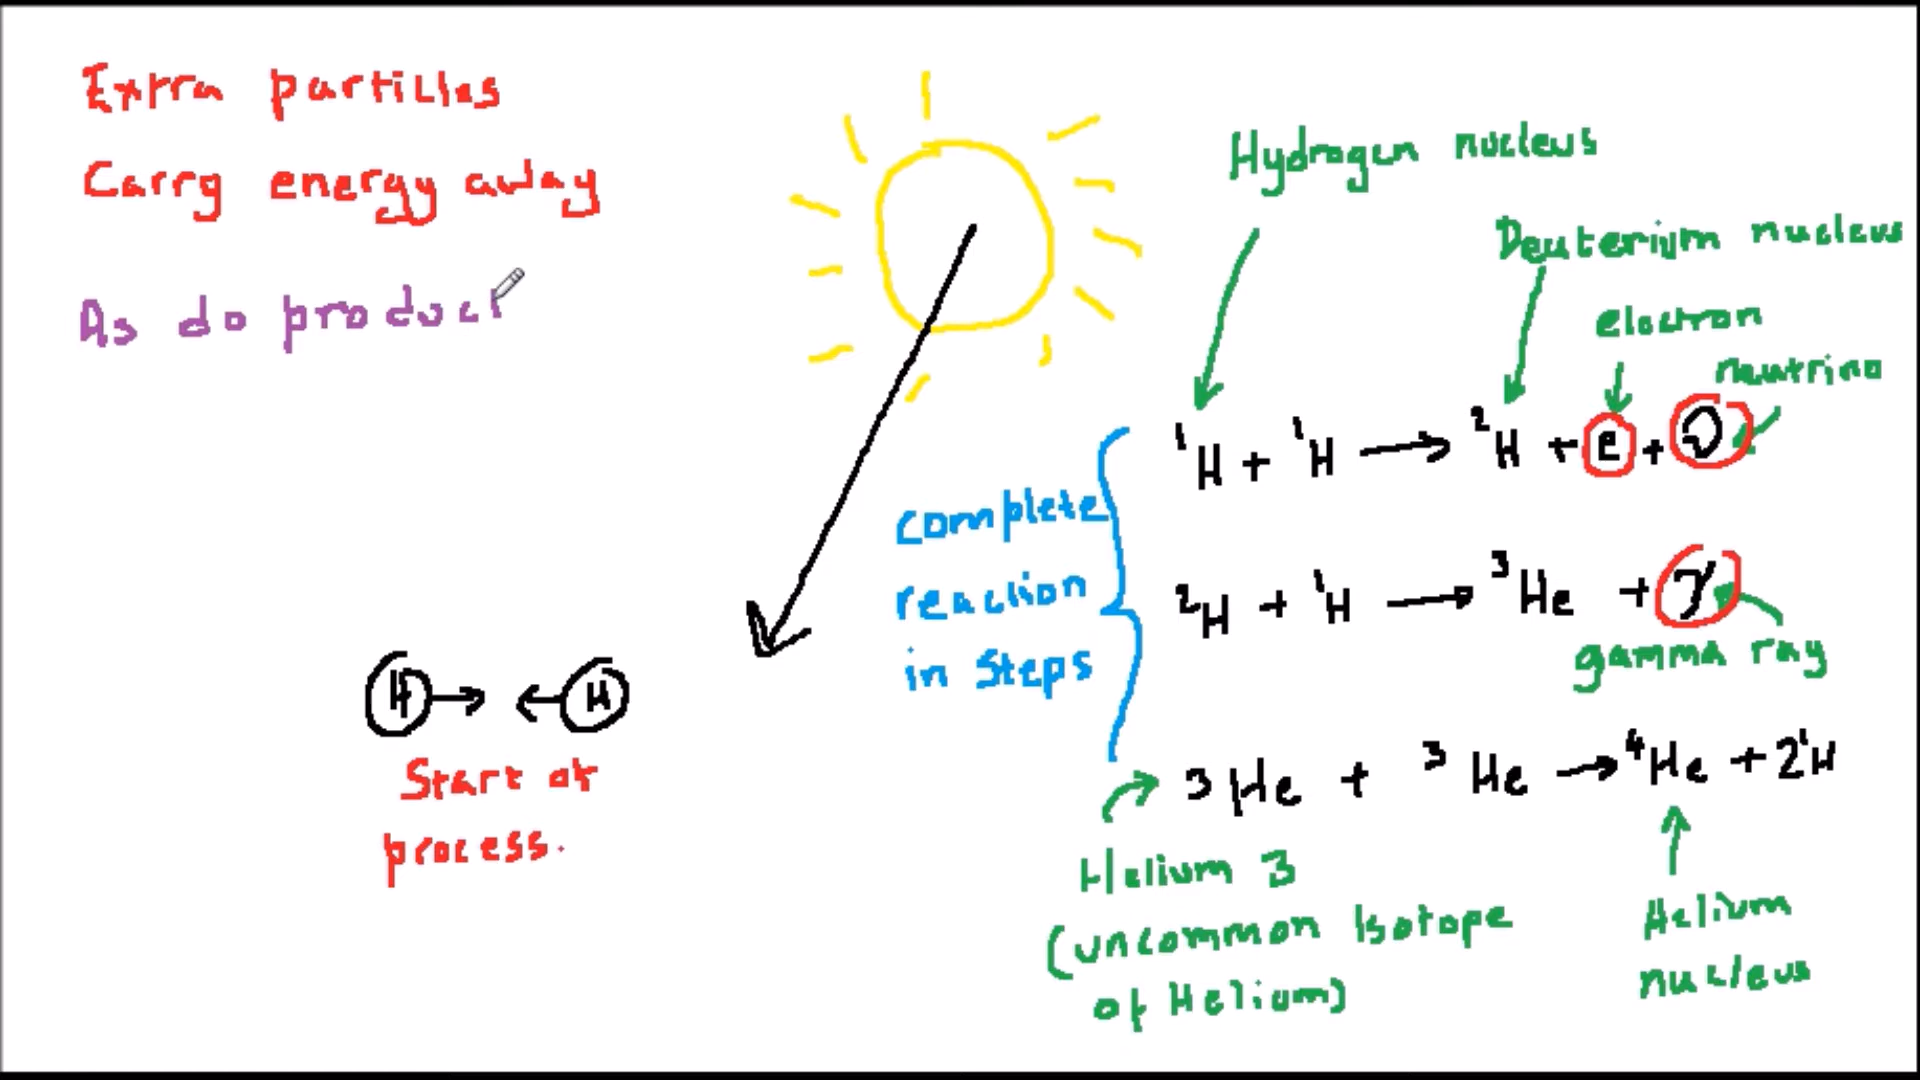 Extra particles
Carry energy away
As do product
Hydrogen nucleus
Deuterium nucleus
electron
neutrino
¹H + ¹H → ²H + e + ν
complete
reaction
in steps
²H + ¹H → ³He + γ
gamma ray
³He + ³He → ⁴He + 2¹H
H → ← H
Start of
process.
Helium 3
(uncommon Isotope
of Helium)
Helium
nucleus